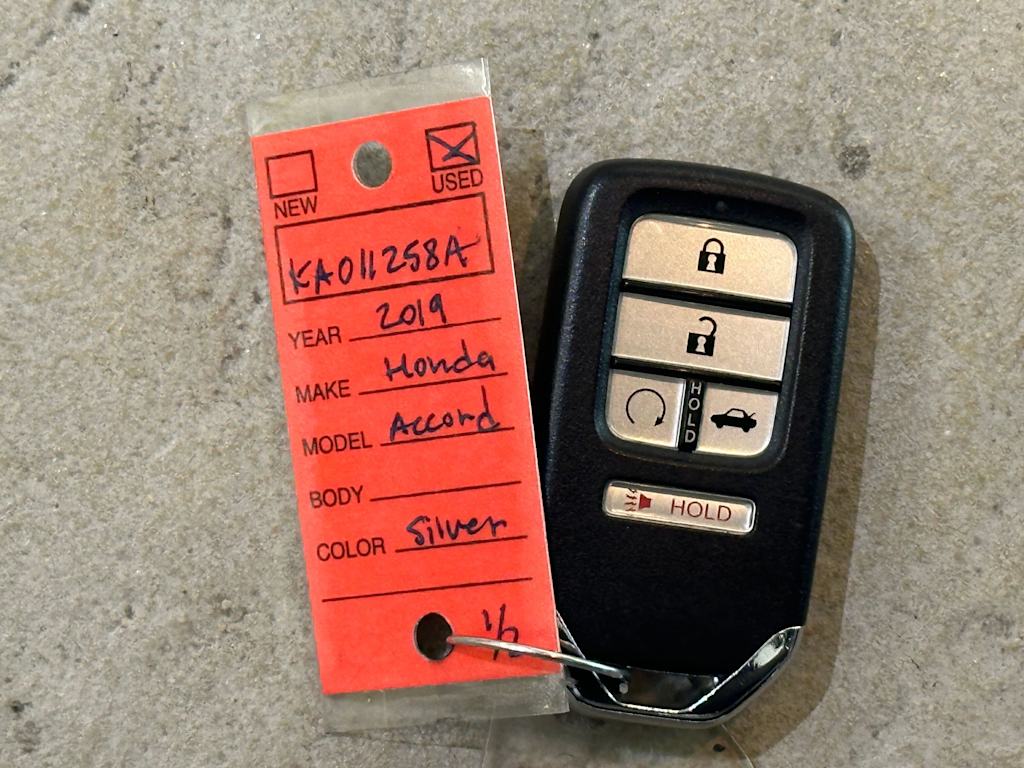 NEW
USED
KA011258A
YEAR 2019
MAKE Honda
MODEL Accord
BODY
COLOR Silver
1/2
HOLD
HOLD